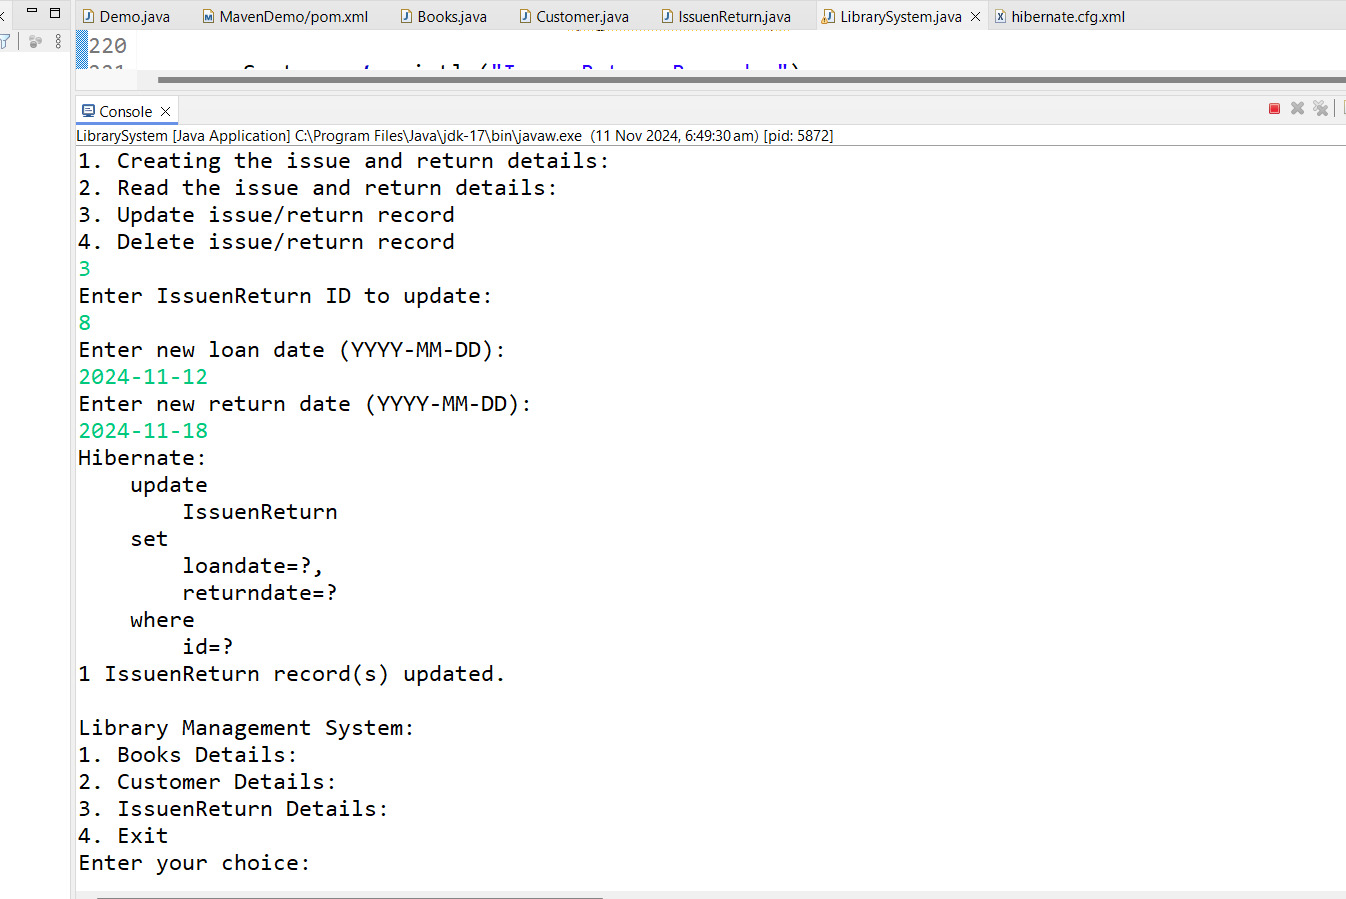 Demo.java MavenDemo/pom.xml Books.java Customer.java IssuenReturn.java LibrarySystem.java hibernate.cfg.xml
220
Console
LibrarySystem [Java Application] C:\Program Files\Java\jdk-17\bin\javaw.exe (11 Nov 2024, 6:49:30 am) [pid: 5872]
1. Creating the issue and return details:
2. Read the issue and return details:
3. Update issue/return record
4. Delete issue/return record
3
Enter IssuenReturn ID to update:
8
Enter new loan date (YYYY-MM-DD):
2024-11-12
Enter new return date (YYYY-MM-DD):
2024-11-18
Hibernate:
update
IssuenReturn
set
loandate=?,
returndate=?
where
id=?
1 IssuenReturn record(s) updated.
Library Management System:
1. Books Details:
2. Customer Details:
3. IssuenReturn Details:
4. Exit
Enter your choice: